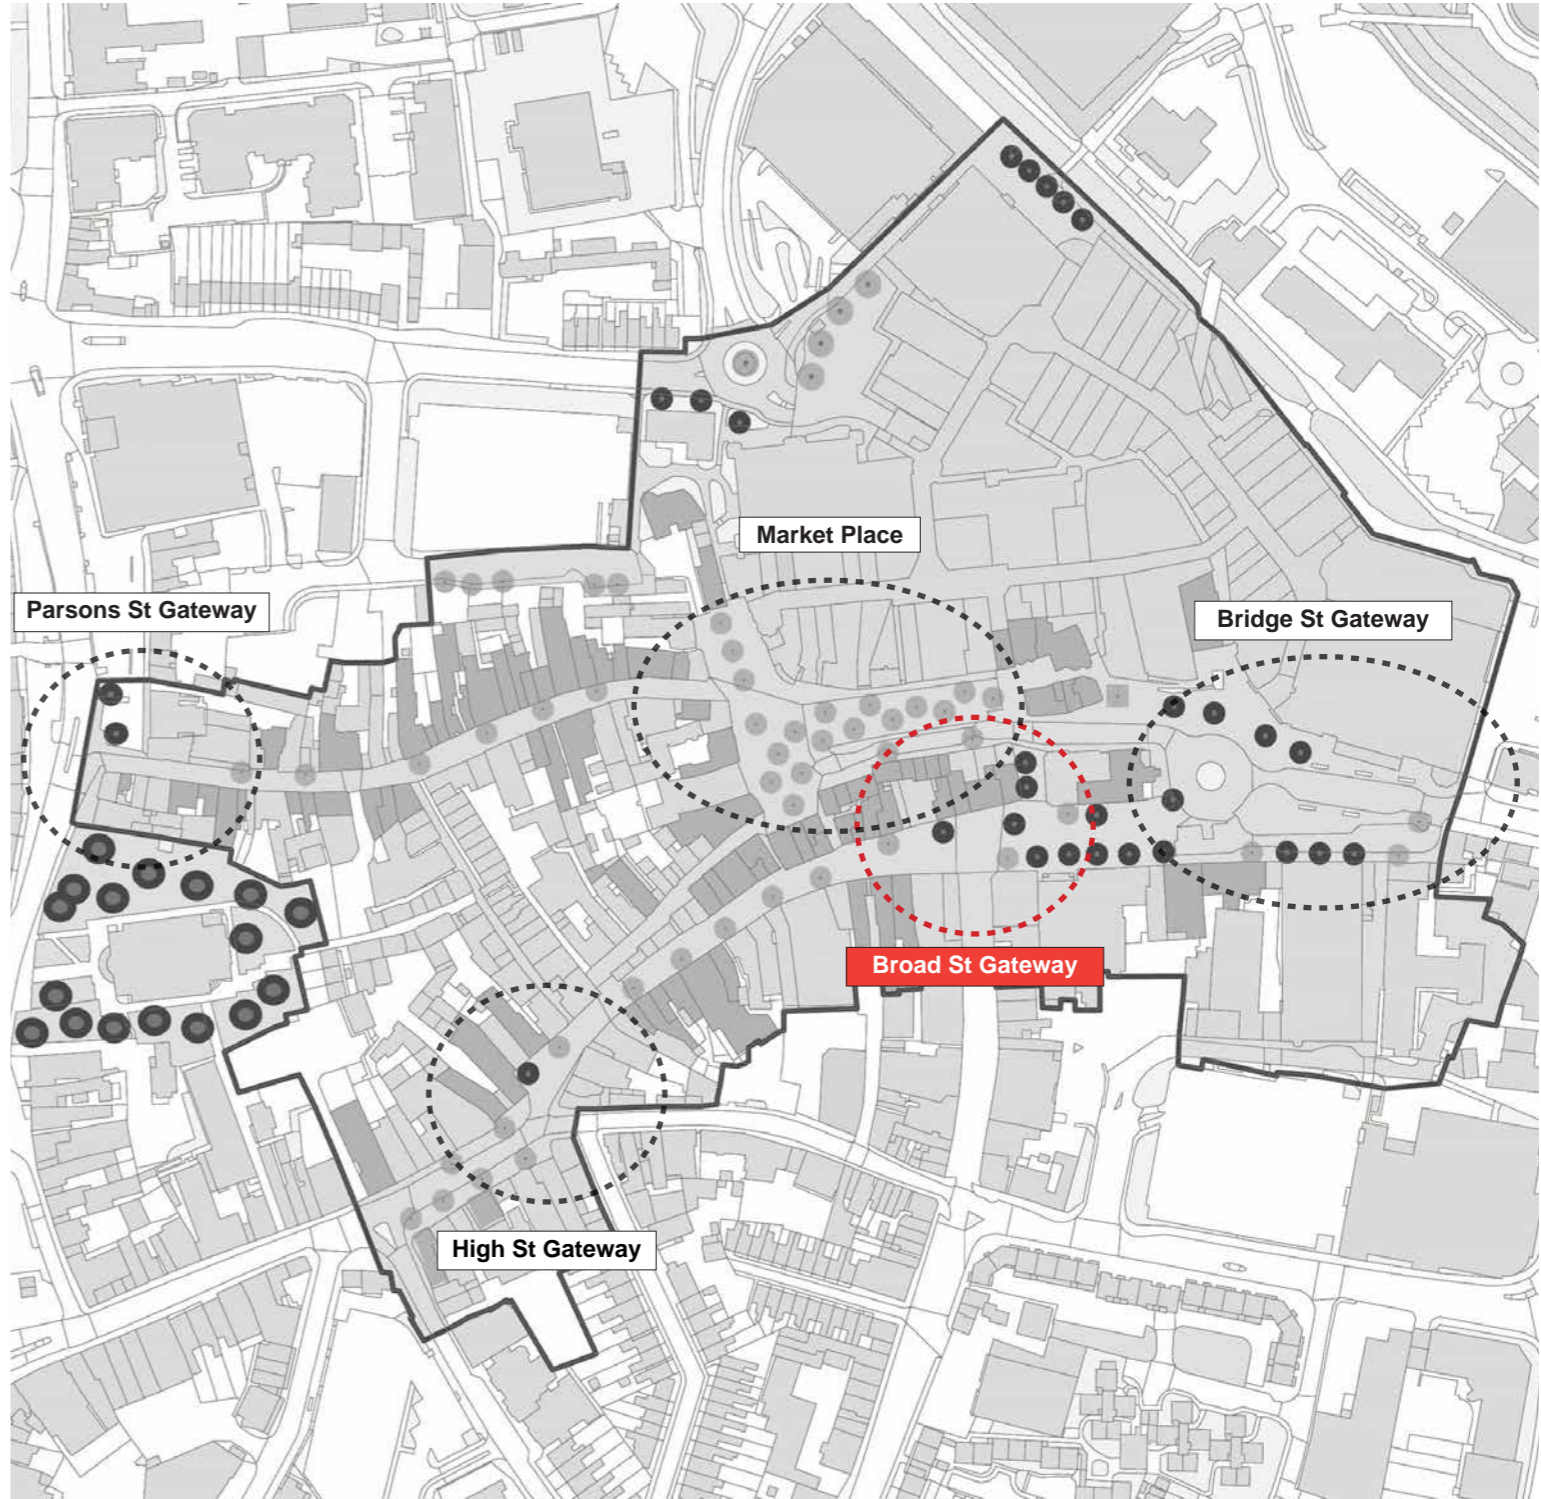 Market Place
Parsons St Gateway
Bridge St Gateway
Broad St Gateway
High St Gateway